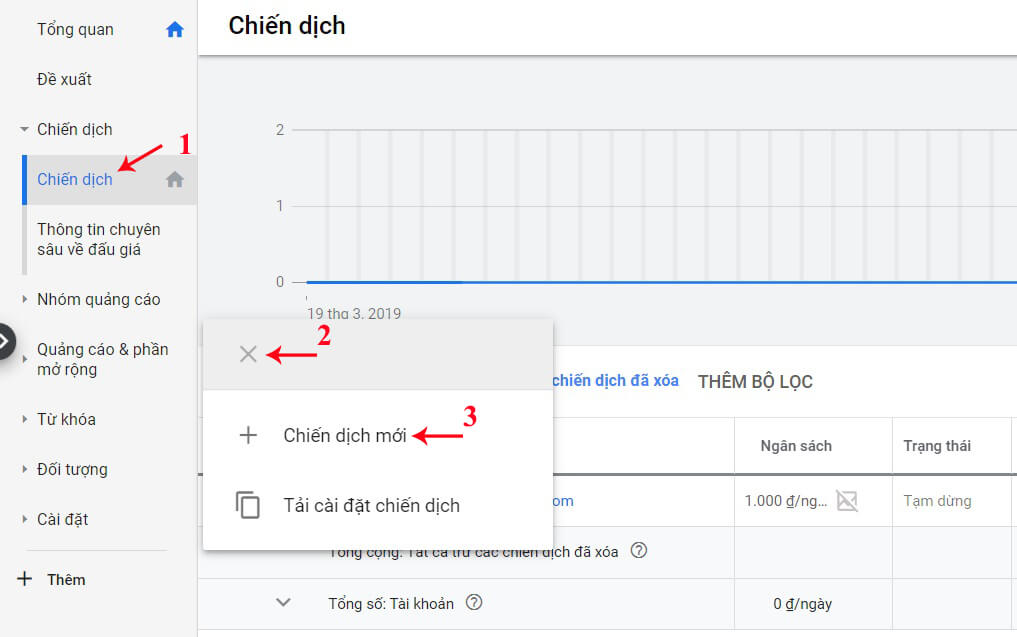 Tổng quan
Đề xuất
Chiến dịch
Chiến dịch
1
Thông tin chuyên
sâu về đấu giá
Nhóm quảng cáo
Quảng cáo & phần
mở rộng
Từ khóa
Đối tượng
Cài đặt
Thêm
Chiến dịch
2
1
0
19 thg 3, 2019
2
chiến dịch đã xóa THÊM BỘ LỌC
Chiến dịch mới 3
Tải cài đặt chiến dịch
Ngân sách Trạng thái
om 1.000 ₫/ng... Tạm dừng
Tổng cộng: Tất cả trừ các chiến dịch đã xóa
Tổng số: Tài khoản 0 ₫/ngày